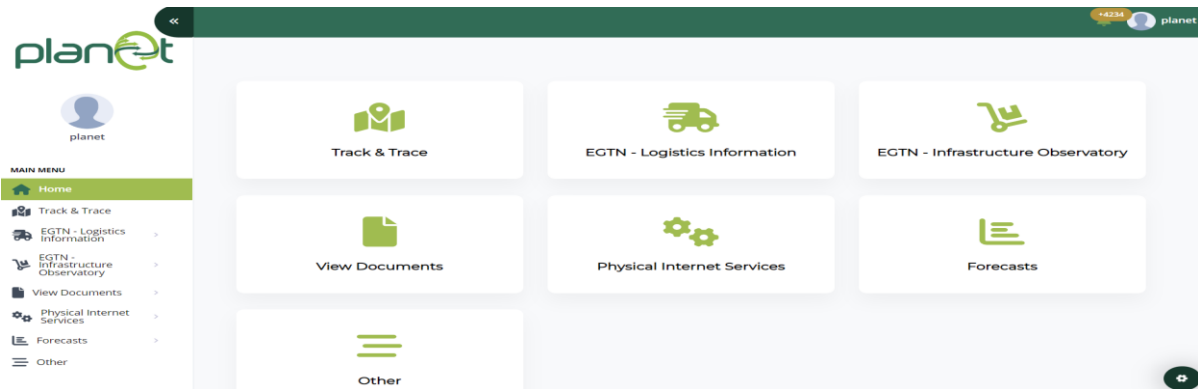 planet
planet
MAIN MENU
Home
Track & Trace
EGTN - Logistics
Information
EGTN -
Infrastructure
Observatory
View Documents
Physical Internet
Services
Forecasts
Other
+4234
planet
Track & Trace
EGTN - Logistics Information
EGTN - Infrastructure Observatory
View Documents
Physical Internet Services
Forecasts
Other